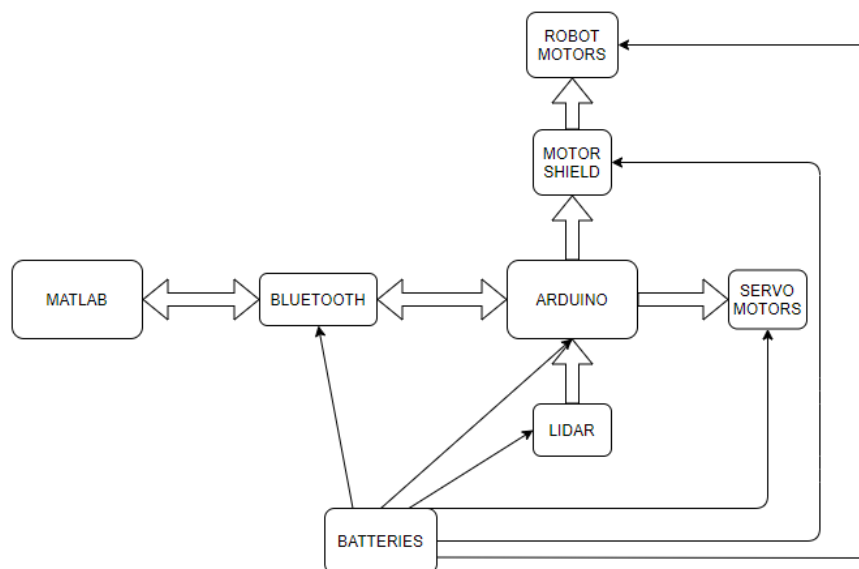 ROBOT
MOTORS
MOTOR
SHIELD
MATLAB
BLUETOOTH
ARDUINO
SERVO
MOTORS
LIDAR
BATTERIES